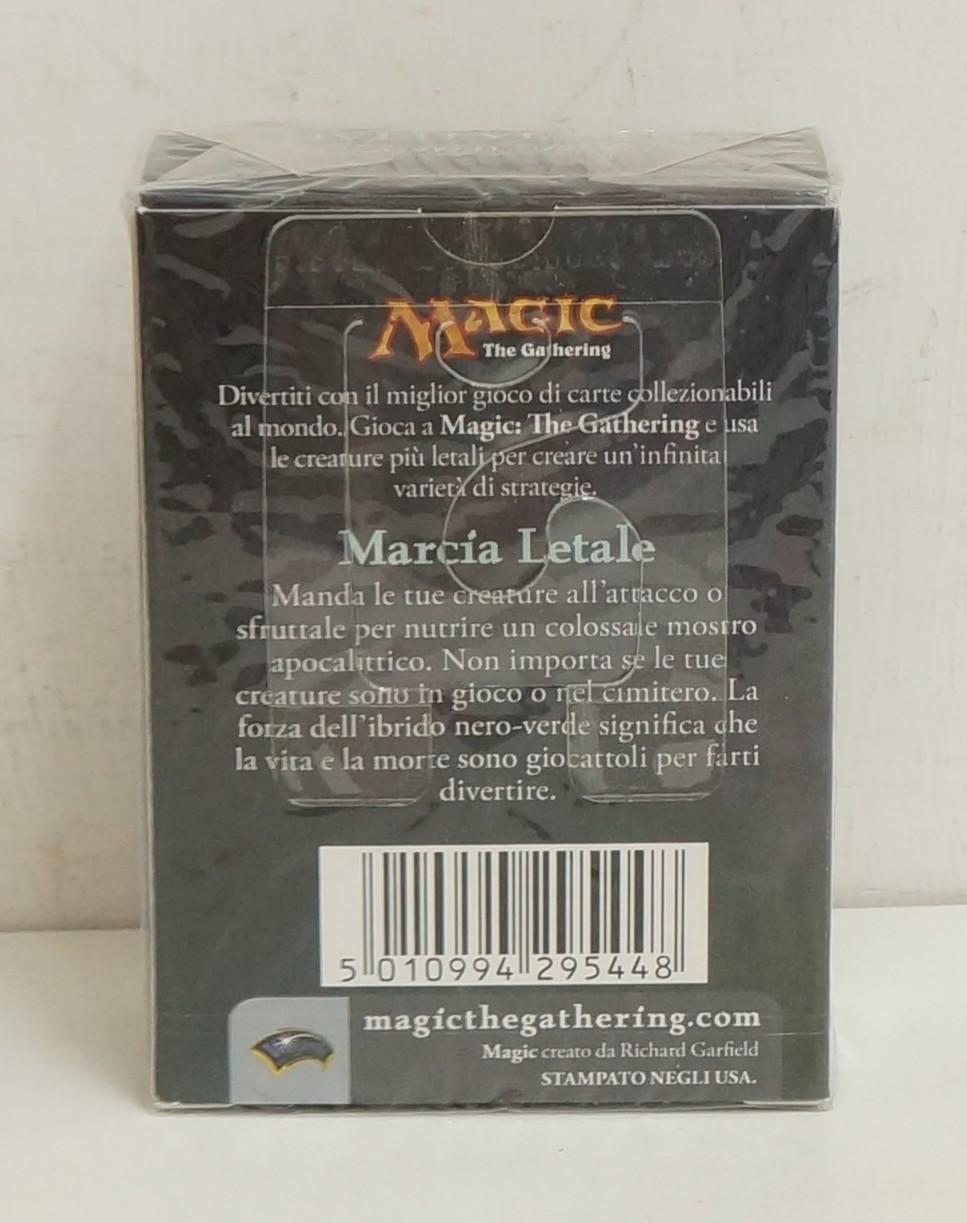 MAGIC
The Gathering
Divertiti con il miglior gioco di carte collezionabili
al mondo. Gioca a Magic: The Gathering e usa
le creature più letali per creare un'infinita
varietà di strategie.
Marcia Letale
Manda le tue creature all'attacco o
sfruttale per nutrire un colossale mostro
apocalittico. Non importa se le tue
creature sono in gioco o nel cimitero. La
forza dell'ibrido nero-verde significa che
la vita e la morte sono giocattoli per farti
divertire.
5 010994 295448
magicthegathering.com
Magic creato da Richard Garfield
STAMPATO NEGLI USA.